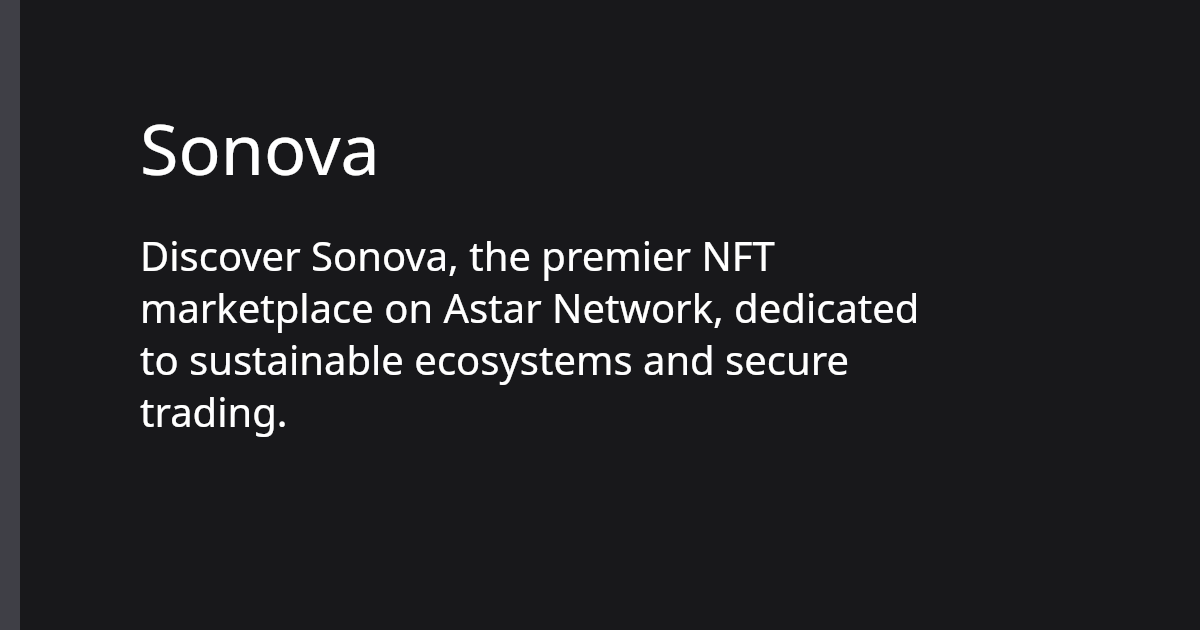 Sonova
Discover Sonova, the premier NFT
marketplace on Astar Network, dedicated
to sustainable ecosystems and secure
trading.